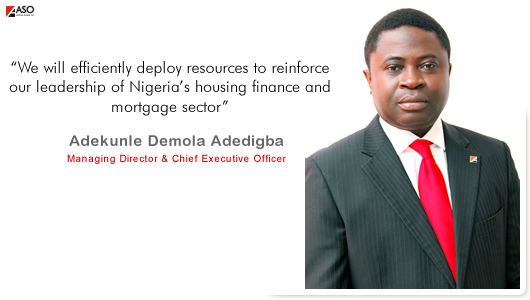 ASO
“We will efficiently deploy resources to reinforce
our leadership of Nigeria’s housing finance and
mortgage sector”
Adekunle Demola Adedigba
Managing Director & Chief Executive Officer